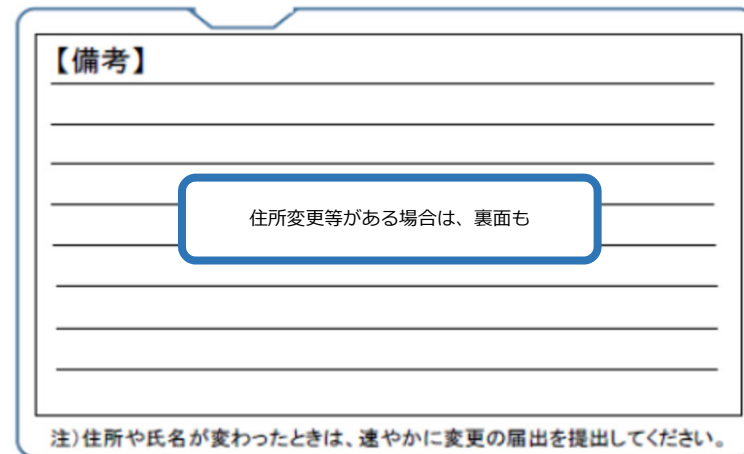 【備考】
住所変更等がある場合は、裏面も
注)住所や氏名が変わったときは、速やかに変更の届出を提出してください。